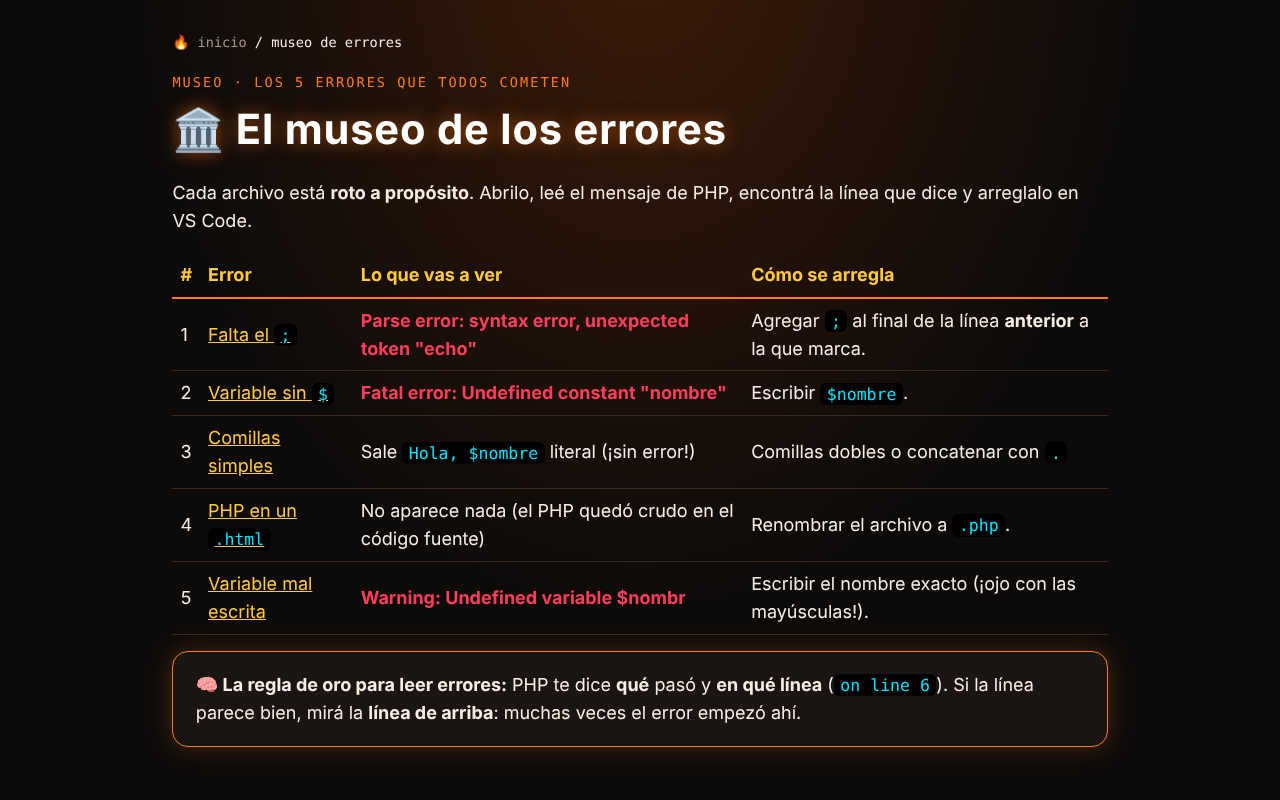 🔥 inicio / museo de errores
MUSEO · LOS 5 ERRORES QUE TODOS COMETEN
🏛️ El museo de los errores
Cada archivo está roto a propósito. Abrilo, leé el mensaje de PHP, encontrá la línea que dice y arreglalo en
VS Code.
# Error Lo que vas a ver Cómo se arregla
1 Falta el ; Parse error: syntax error, unexpected token "echo" Agregar ; al final de la línea anterior a la que marca.
2 Variable sin $ Fatal error: Undefined constant "nombre" Escribir $nombre.
3 Comillas simples Sale Hola, $nombre literal (¡sin error!) Comillas dobles o concatenar con .
4 PHP en un .html No aparece nada (el PHP quedó crudo en el código fuente) Renombrar el archivo a .php.
5 Variable mal escrita Warning: Undefined variable $nombr Escribir el nombre exacto (¡ojo con las mayúsculas!).
🧠 La regla de oro para leer errores: PHP te dice qué pasó y en qué línea (on line 6). Si la línea
parece bien, mirá la línea de arriba: muchas veces el error empezó ahí.